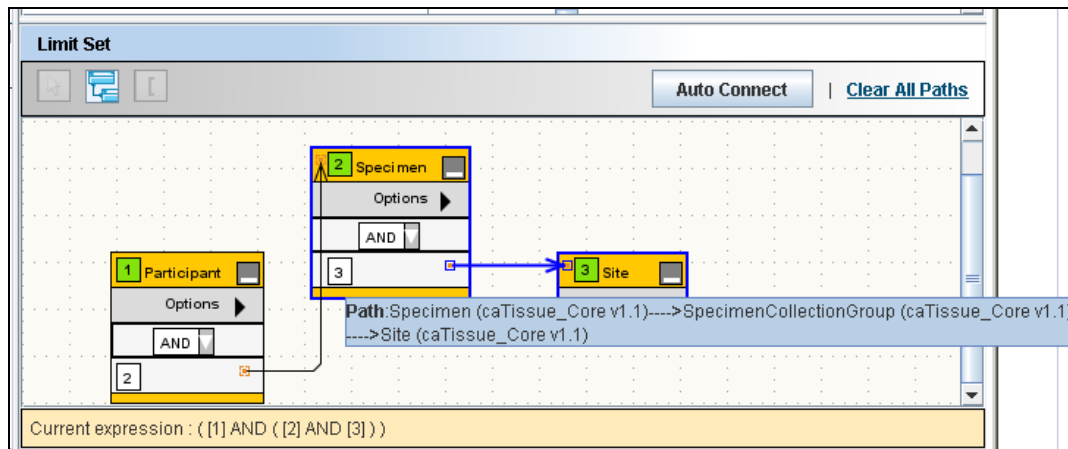 Limit Set
Auto Connect | Clear All Paths
2 Specimen
Options
AND
3
1 Participant
Options
AND
2
3 Site
Path:Specimen (caTissue_Core v1.1)---->SpecimenCollectionGroup (caTissue_Core v1.1)
---->Site (caTissue_Core v1.1)
Current expression : ( [1] AND ( [2] AND [3] ) )